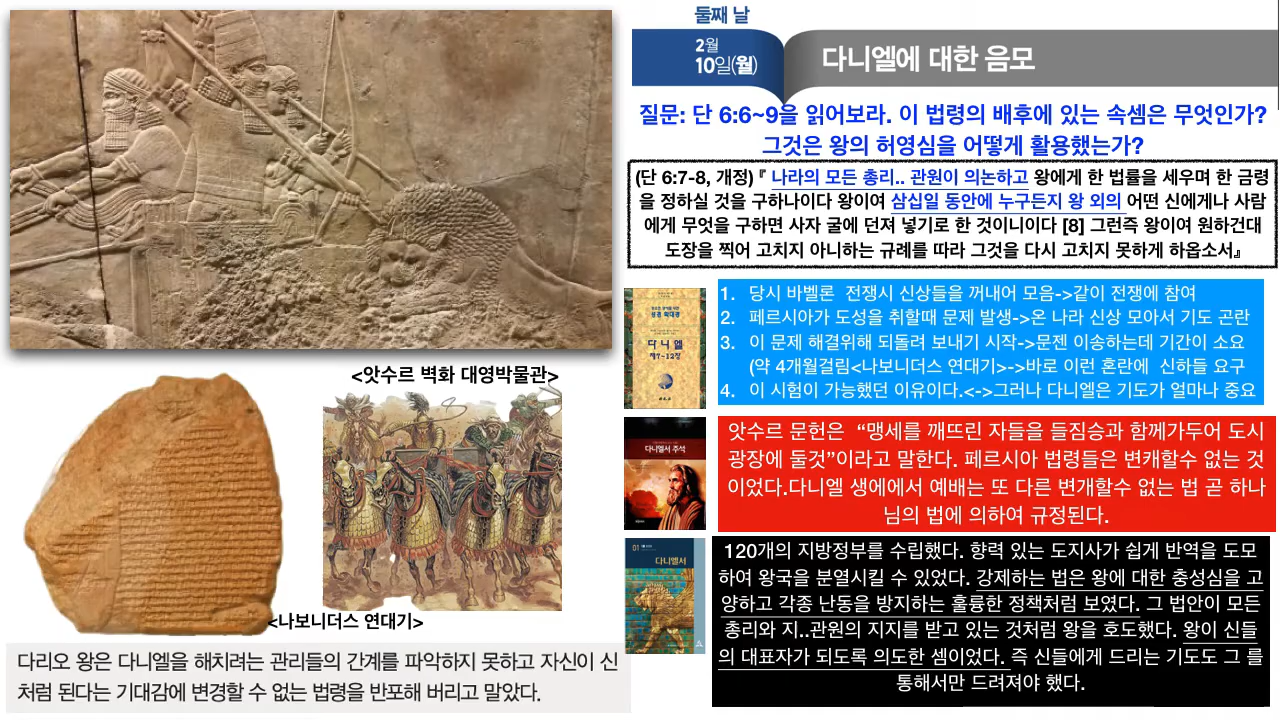 둘째 날
2월
10일(월)
다니엘에 대한 음모
질문: 단 6:6~9을 읽어보라. 이 법령의 배후에 있는 속셈은 무엇인가?
그것은 왕의 허영심을 어떻게 활용했는가?
(단 6:7-8, 개정)『 나라의 모든 총리.. 관원이 의논하고 왕에게 한 법률을 세우며 한 금령
을 정하실 것을 구하나이다 왕이여 삼십일 동안에 누구든지 왕 외의 어떤 신에게나 사람
에게 무엇을 구하면 사자 굴에 던져 넣기로 한 것이니이다 [8] 그런즉 왕이여 원하건대
도장을 찍어 고치지 아니하는 규례를 따라 그것을 다시 고치지 못하게 하옵소서』
1. 당시 바벨론 전쟁시 신상들을 꺼내어 모음->같이 전쟁에 참여
2. 페르시아가 도성을 취할때 문제 발생->온 나라 신상 모아서 기도 곤란
3. 이 문제 해결위해 되돌려 보내기 시작->문젠 이송하는데 기간이 소요
(약 4개월걸림<나보니더스 연대기>->바로 이런 혼란에 신하들 요구
4. 이 시험이 가능했던 이유이다.<->그러나 다니엘은 기도가 얼마나 중요
다니엘
제7~12장
다니엘서 주석
앗수르 문헌은 “맹세를 깨뜨린 자들을 들짐승과 함께가두어 도시
광장에 둘것”이라고 말한다. 페르시아 법령들은 변캐할수 없는 것
이었다.다니엘 생에에서 예배는 또 다른 변개할수 없는 법 곧 하나
님의 법에 의하여 규정된다.
01
다니엘서
120개의 지방정부를 수립했다. 향력 있는 도지사가 쉽게 반역을 도모
하여 왕국을 분열시킬 수 있었다. 강제하는 법은 왕에 대한 충성심을 고
양하고 각종 난동을 방지하는 훌륭한 정책처럼 보였다. 그 법안이 모든
총리와 지..관원의 지지를 받고 있는 것처럼 왕을 호도했다. 왕이 신들
의 대표자가 되도록 의도한 셈이었다. 즉 신들에게 드리는 기도도 그 를
통해서만 드려져야 했다.
<앗수르 벽화 대영박물관>
<나보니더스 연대기>
다리오 왕은 다니엘을 해치려는 관리들의 간계를 파악하지 못하고 자신이 신
처럼 된다는 기대감에 변경할 수 없는 법령을 반포해 버리고 말았다.